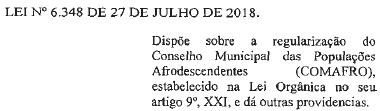 LEI Nº 6.348 DE 27 DE JULHO DE 2018.
Dispõe sobre a regularização do
Conselho Municipal das Populações
Afrodescendentes (COMAFRO),
estabelecido na Lei Orgânica no seu
artigo 9º, XXI, e dá outras providencias.